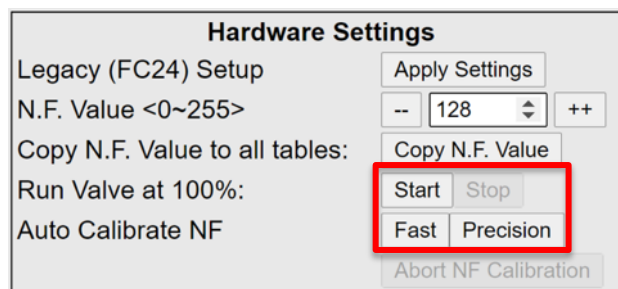 Hardware Settings
Legacy (FC24) Setup Apply Settings
N.F. Value <0~255> -- 128 ++
Copy N.F. Value to all tables: Copy N.F. Value
Run Valve at 100%: Start Stop
Auto Calibrate NF Fast Precision
Abort NF Calibration